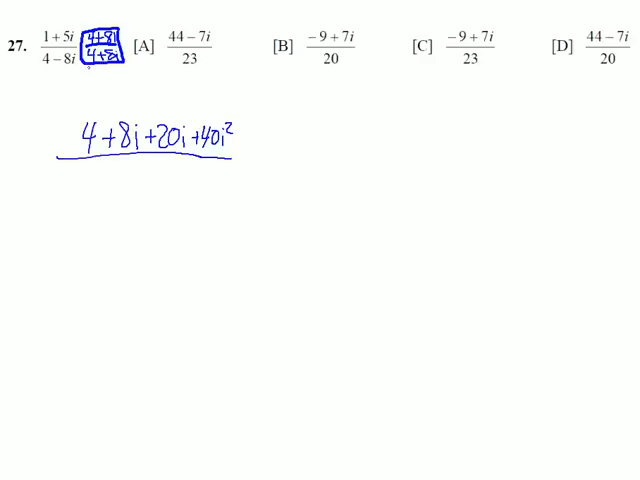 27. (1 + 5i)/(4 − 8i) (4+8i)/(4+8i) [A] (44 − 7i)/23 [B] (−9 + 7i)/20 [C] (−9 + 7i)/23 [D] (44 − 7i)/20
4+8i+20i+40i²